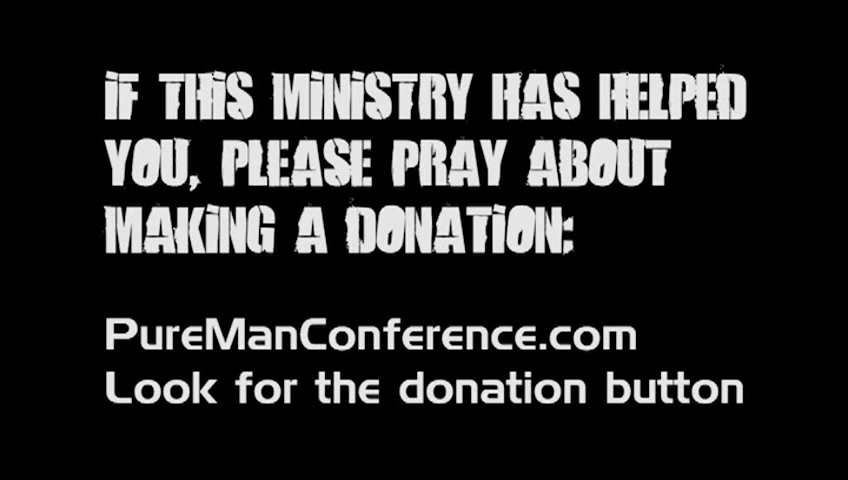 IF THIS MINISTRY HAS HELPED
YOU, PLEASE PRAY ABOUT
MAKING A DONATION:
PureManConference.com
Look for the donation button